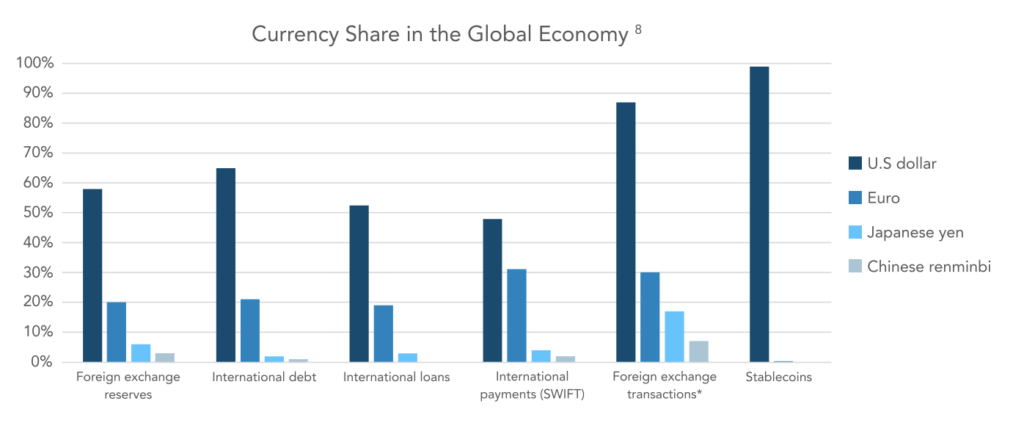 Currency Share in the Global Economy 8
100%
90%
80%
70%
60%
50%
40%
30%
20%
10%
0%
Foreign exchange
reserves
International debt
International loans
International
payments (SWIFT)
Foreign exchange
transactions*
Stablecoins
U.S dollar
Euro
Japanese yen
Chinese renminbi